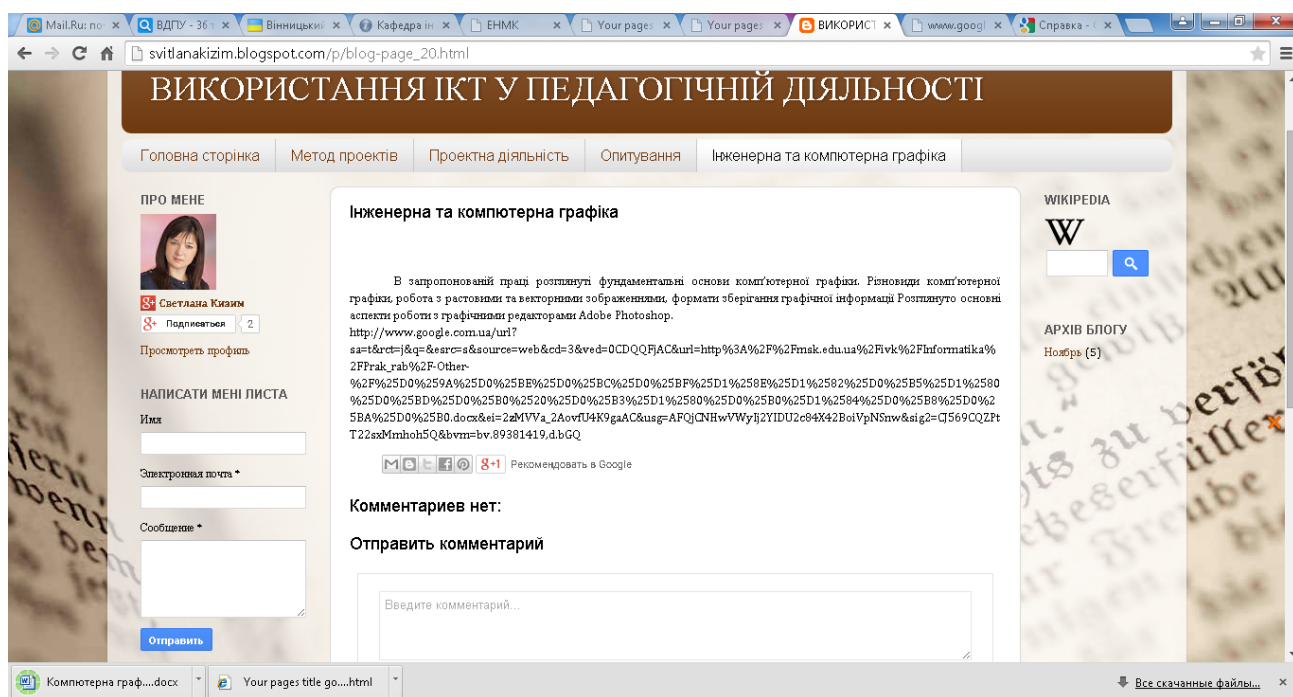 Mail.Ru: по
ВДПУ - 36 т
Вінницький
Кафедра ін
ЕНМК
Your pages
Your pages
ВИКОРИСТ
www.googl
Справка - (
svitlanakizim.blogspot.com/p/blog-page_20.html
ВИКОРИСТАННЯ ІКТ У ПЕДАГОГІЧНІЙ ДІЯЛЬНОСТІ
Головна сторінка
Метод проектів
Проектна діяльність
Опитування
Інженерна та компютерна графіка
ПРО МЕНЕ
Светлана Кизим
Подписаться 2
Просмотреть профиль
НАПИСАТИ МЕНІ ЛИСТА
Имя
Электронная почта *
Сообщение *
Отправить
Інженерна та компютерна графіка
В запропонованій праці розглянуті фундаментальні основи комп'ютерної графіки. Різновиди комп'ютерної
графіки, робота з растовими та векторними зображеннями, формати зберігання графічної інформації Розглянуто основні
аспекти роботи з графічними редакторами Adobe Photoshop.
http://www.google.com.ua/url?
sa=t&rct=j&q=&esrc=s&source=web&cd=3&ved=0CDQQFjAC&url=http%3A%2F%2Fmsk.edu.ua%2Fivk%2FInformatika%
2FPrak_rab%2F-Other-
%2F%25D0%259A%25D0%25BE%25D0%25BC%25D0%25BF%25D1%258E%25D1%2582%25D0%25B5%25D1%2580
%25D0%25BD%25D0%25B0%2520%25D0%25B3%25D1%2580%25D0%25B0%25D1%2584%25D0%25B8%25D0%2
5BA%25D0%25B0.docx&ei=2zMVVa_2AovfU4K9gaAC&usg=AFQjCNHwVWyIj2YIDU2c84X42BoiVpNSnw&sig2=CJ569CQZPt
T22sxMmhoh5Q&bvm=bv.89381419,d.bGQ
g+1 Рекомендовать в Google
Комментариев нет:
Отправить комментарий
Введите комментарий...
WIKIPEDIA
W
АРХІВ БЛОГУ
Ноябрь (5)
Компютерна граф....docx
Your pages title go....html
Все скачанные файлы...